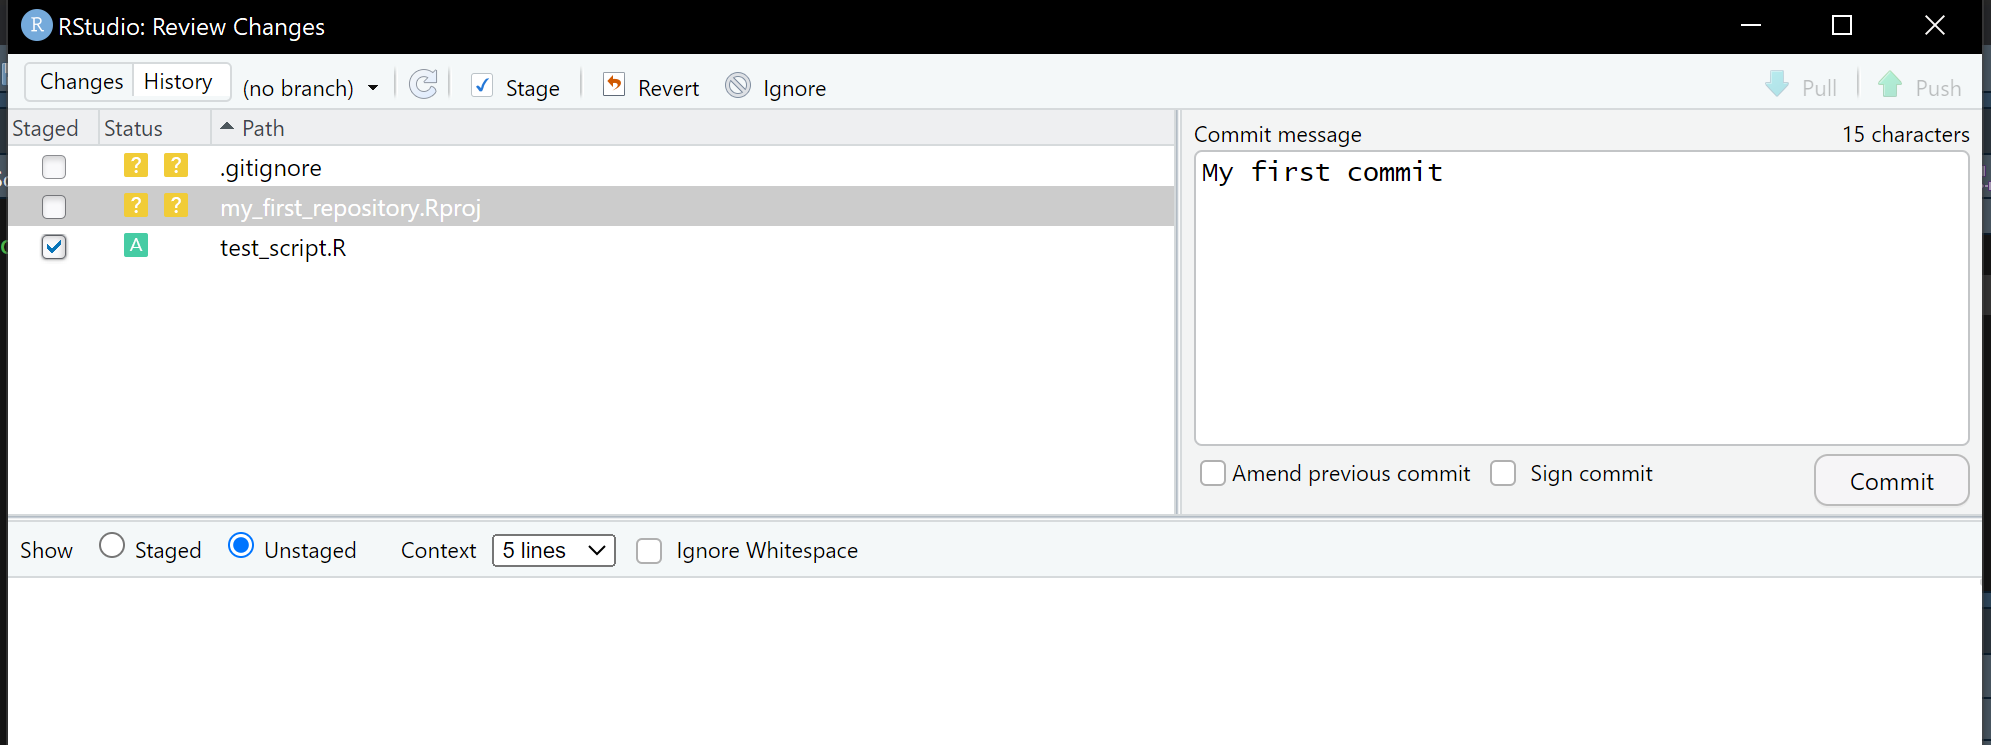 R RStudio: Review Changes
Changes History (no branch) Stage Revert Ignore Pull Push
Staged Status Path
? ? .gitignore
? ? my_first_repository.Rproj
A test_script.R
Commit message 15 characters
My first commit
Amend previous commit Sign commit Commit
Show Staged Unstaged Context 5 lines Ignore Whitespace